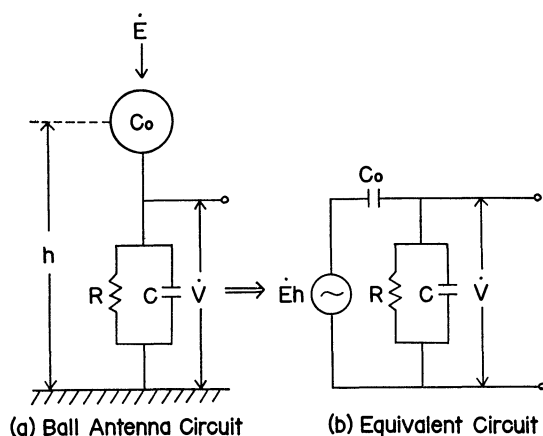 Ė
Co
h
R
C
V̇
(a) Ball Antenna Circuit
Co
Ėh
R
C
V̇
(b) Equivalent Circuit